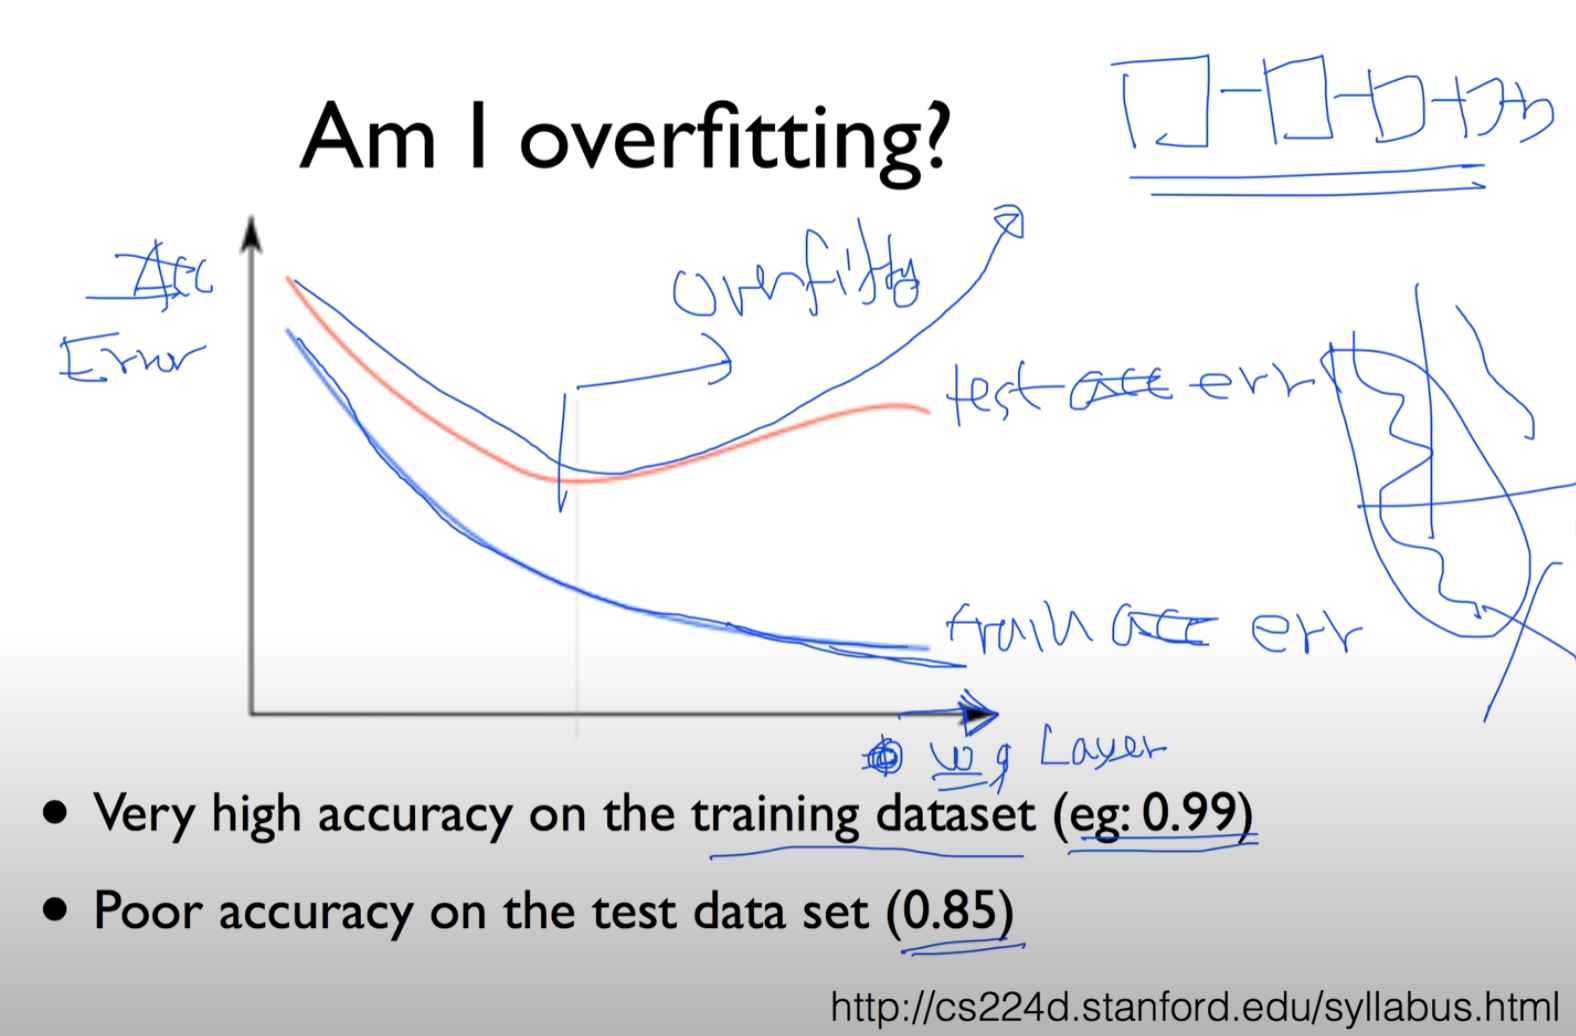 Am I overfitting?
Acc
Error
overfitting
test acc err
train acc err
Layer
• Very high accuracy on the training dataset (eg: 0.99)
• Poor accuracy on the test data set (0.85)
http://cs224d.stanford.edu/syllabus.html